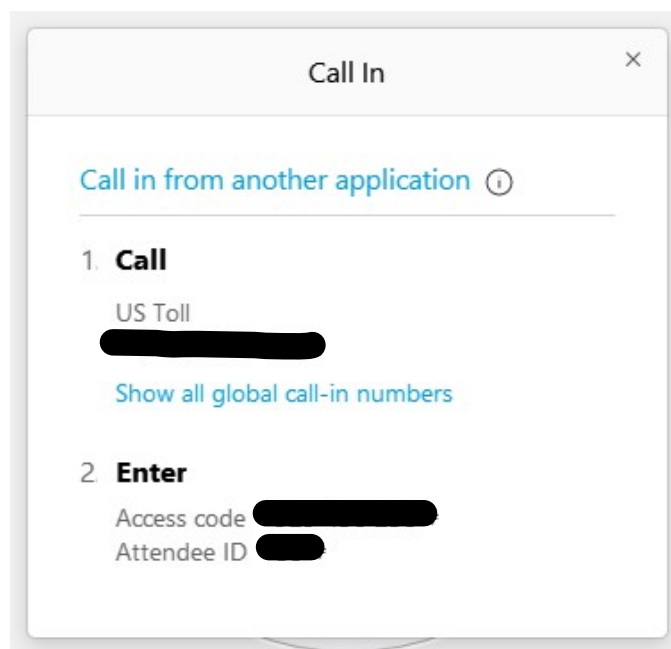 Call In
Call in from another application
1. Call
US Toll
Show all global call-in numbers
2. Enter
Access code
Attendee ID